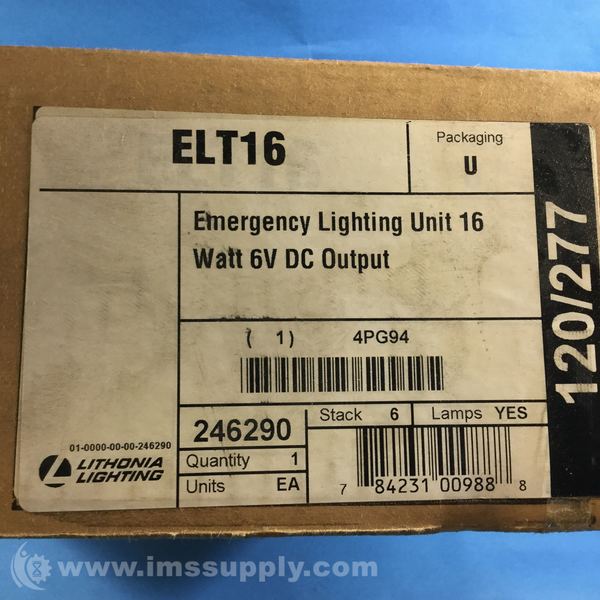 ELT16
Packaging
U
Emergency Lighting Unit 16
Watt 6V DC Output
( 1) 4PG94
120/277
01-0000-00-00-246290
LITHONIA
LIGHTING
246290
Quantity 1
Units EA
Stack 6
Lamps YES
7 84231 00988 8
www.imssupply.com